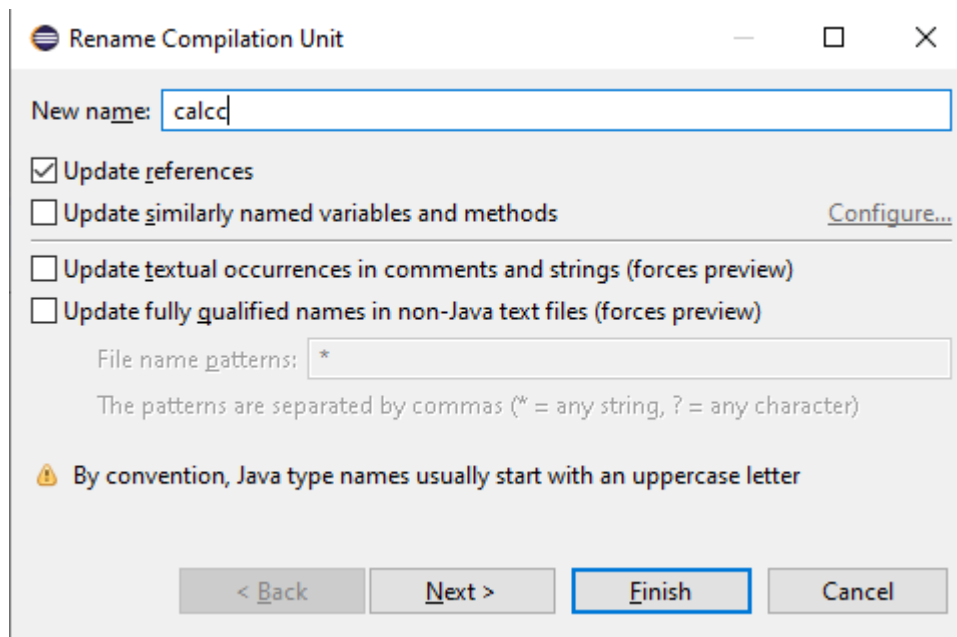 Rename Compilation Unit
New name: calcc
Update references
Update similarly named variables and methods Configure...
Update textual occurrences in comments and strings (forces preview)
Update fully qualified names in non-Java text files (forces preview)
File name patterns: *
The patterns are separated by commas (* = any string, ? = any character)
By convention, Java type names usually start with an uppercase letter
< Back Next > Finish Cancel